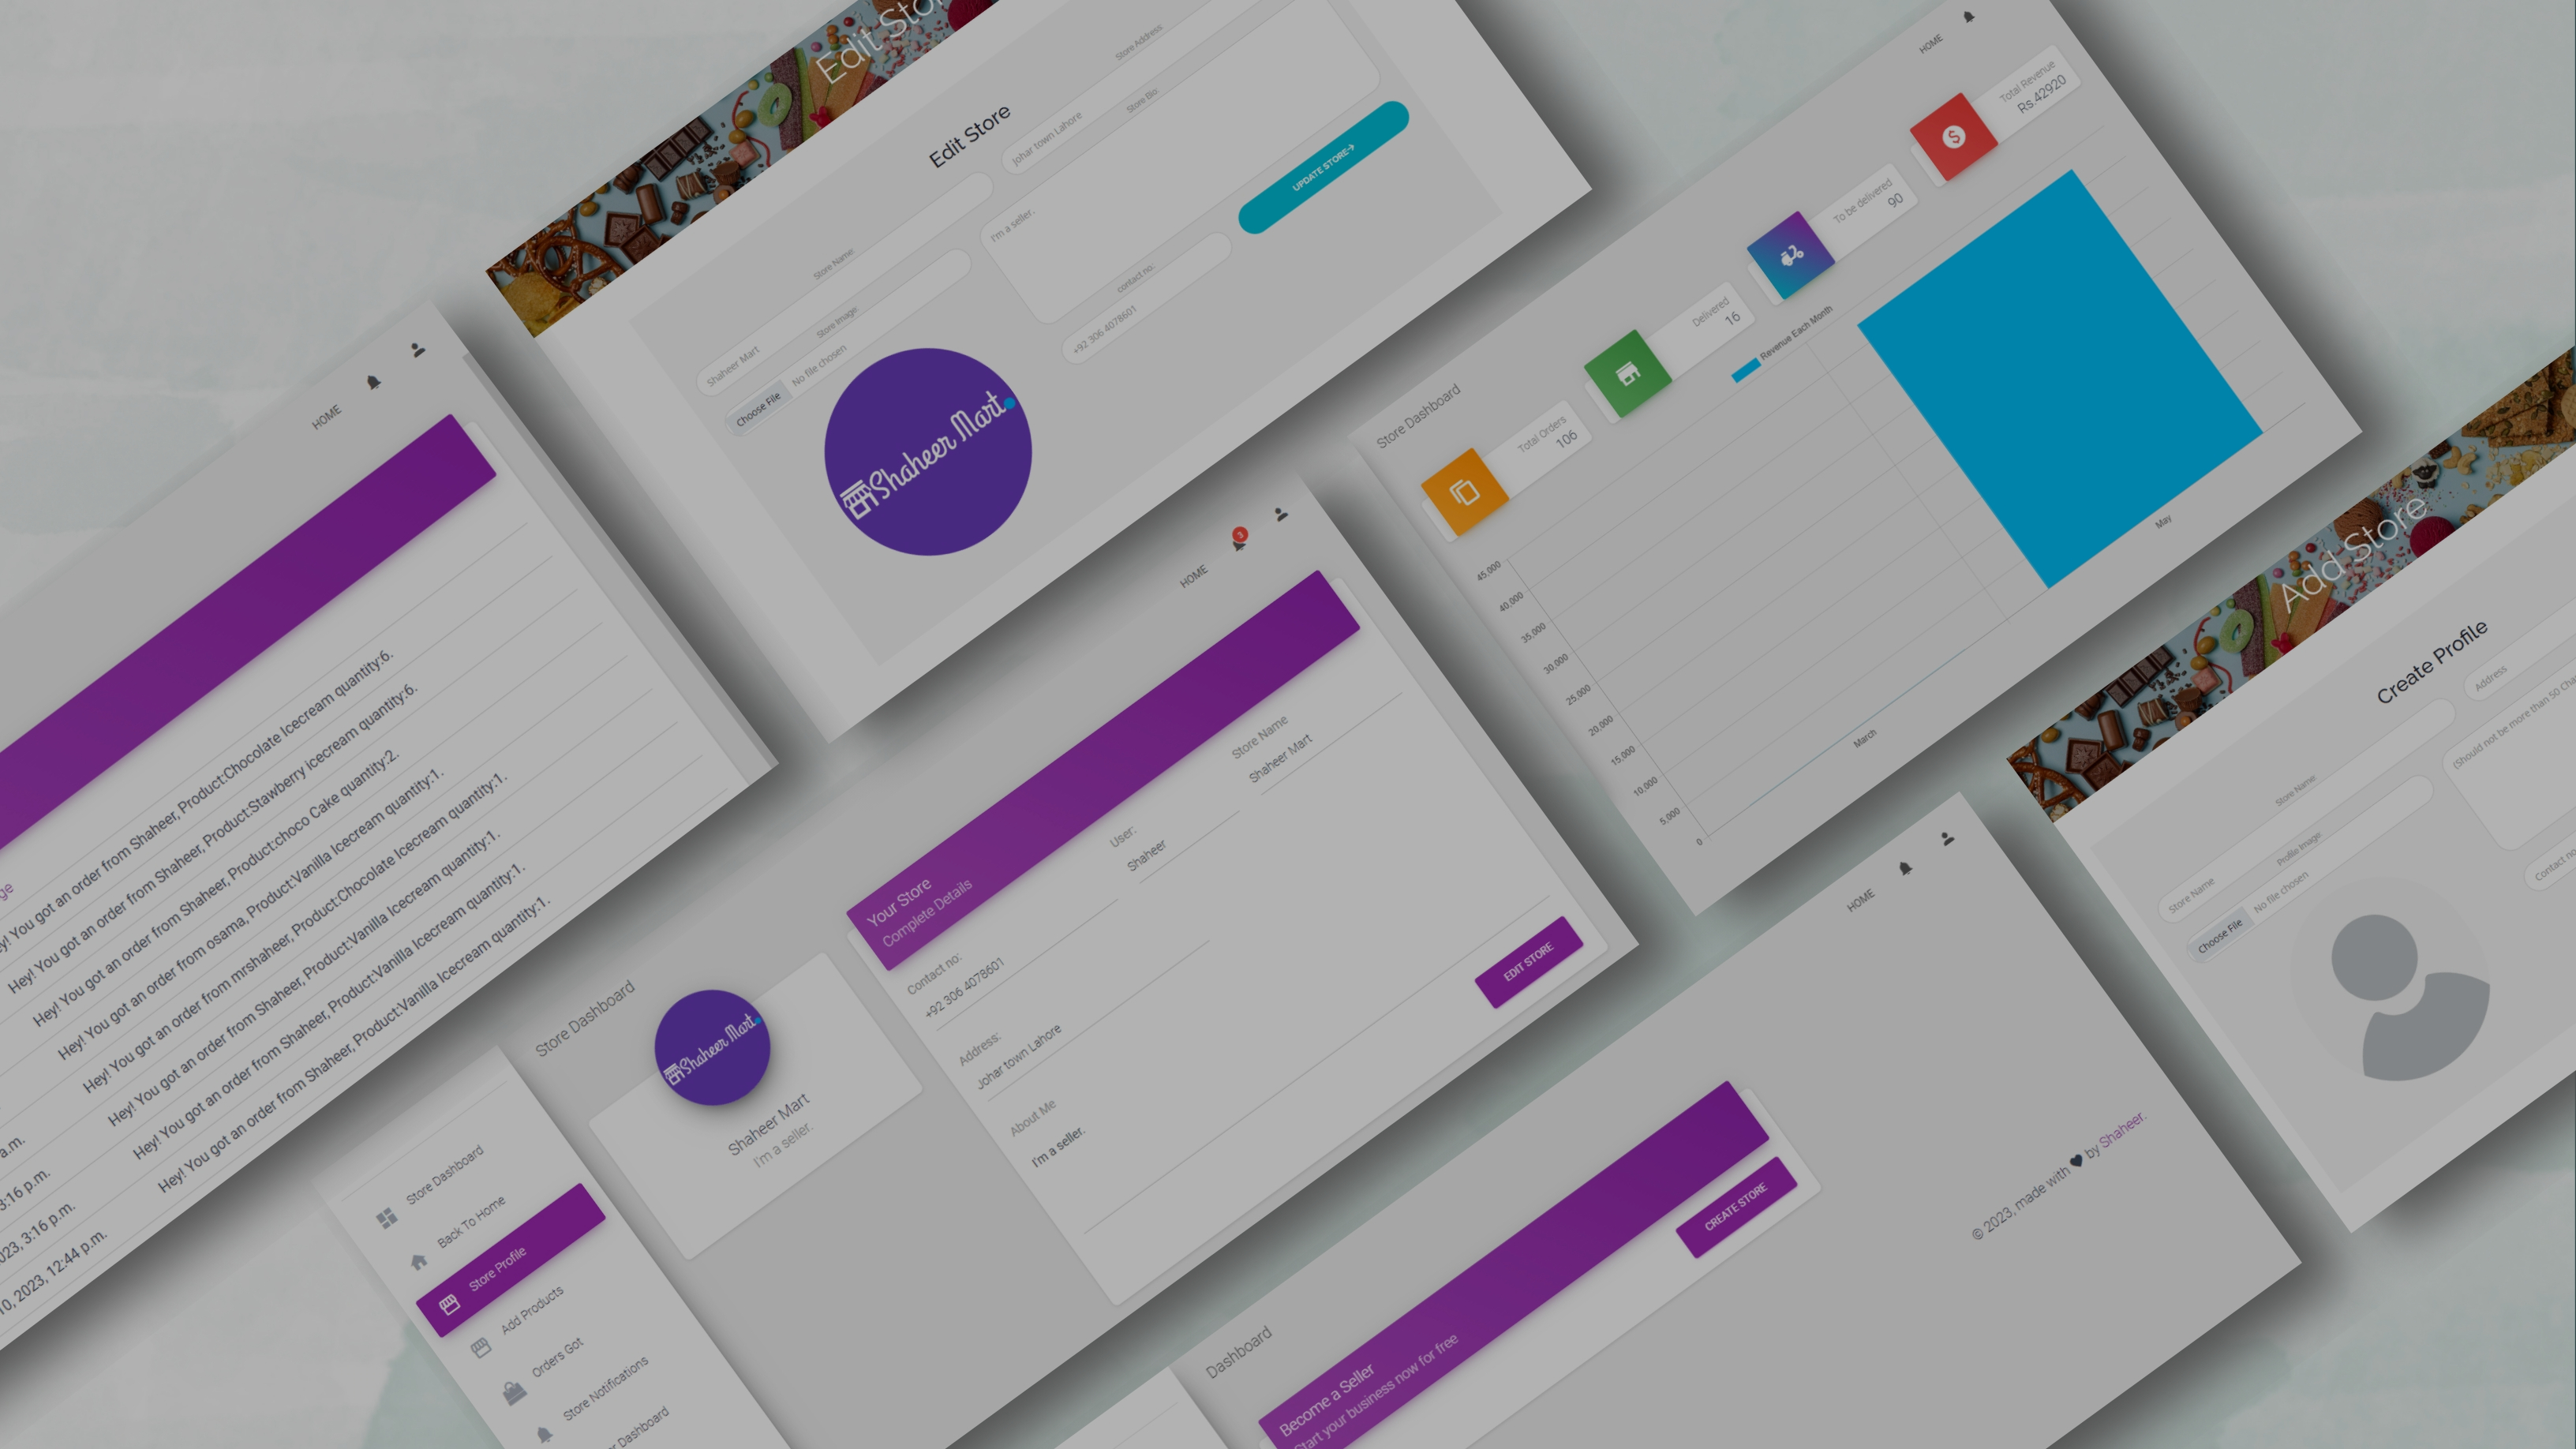 Edit Sto
Edit Store
Store Name
Shaheer Mart
Store Address
Johar town Lahore
Store Image
Choose File No file chosen
Store Bio:
I'm a seller.
contact no:
+92 306 4078601
UPDATE STORE→
Shaheer Mart.
HOME
Store Dashboard
Total Orders
106
Delivered
16
To be delivered
90
Total Revenue
Rs.42920
Revenue Each Month
45,000
40,000
35,000
30,000
25,000
20,000
15,000
10,000
5,000
0
March
May
HOME
ge
ey! You got an order from Shaheer, Product:Chocolate Icecream quantity:6.
Hey! You got an order from Shaheer, Product:Stawberry icecream quantity:6.
Hey! You got an order from Shaheer, Product:choco Cake quantity:2.
Hey! You got an order from osama, Product:Vanilla Icecream quantity:1.
Hey! You got an order from mrshaheer, Product:Chocolate Icecream quantity:1.
a.m.
Hey! You got an order from Shaheer, Product:Vanilla Icecream quantity:1.
3:16 p.m.
Hey! You got an order from Shaheer, Product:Vanilla Icecream quantity:1.
023, 3:16 p.m.
Hey! You got an order from Shaheer, Product:Vanilla Icecream quantity:1.
10, 2023, 12:44 p.m.
HOME
3
Store Dashboard
Shaheer Mart.
Shaheer Mart
I'm a seller.
Your Store
Complete Details
Contact no:
+92 306 4078601
User:
Shaheer
Store Name
Shaheer Mart
Address:
Johar town Lahore
About Me
I'm a seller.
EDIT STORE
Store Dashboard
Back To Home
Store Profile
Add Products
Orders Got
Store Notifications
Dashboard
HOME
Dashboard
Become a Seller
Start your business now for free
CREATE STORE
© 2023, made with ♥ by Shaheer.
Add Store
Create Profile
Store Name
Store Name
Address
Profile Image
Choose File No file chosen
(Should not be more than 50 Cha
Contact no